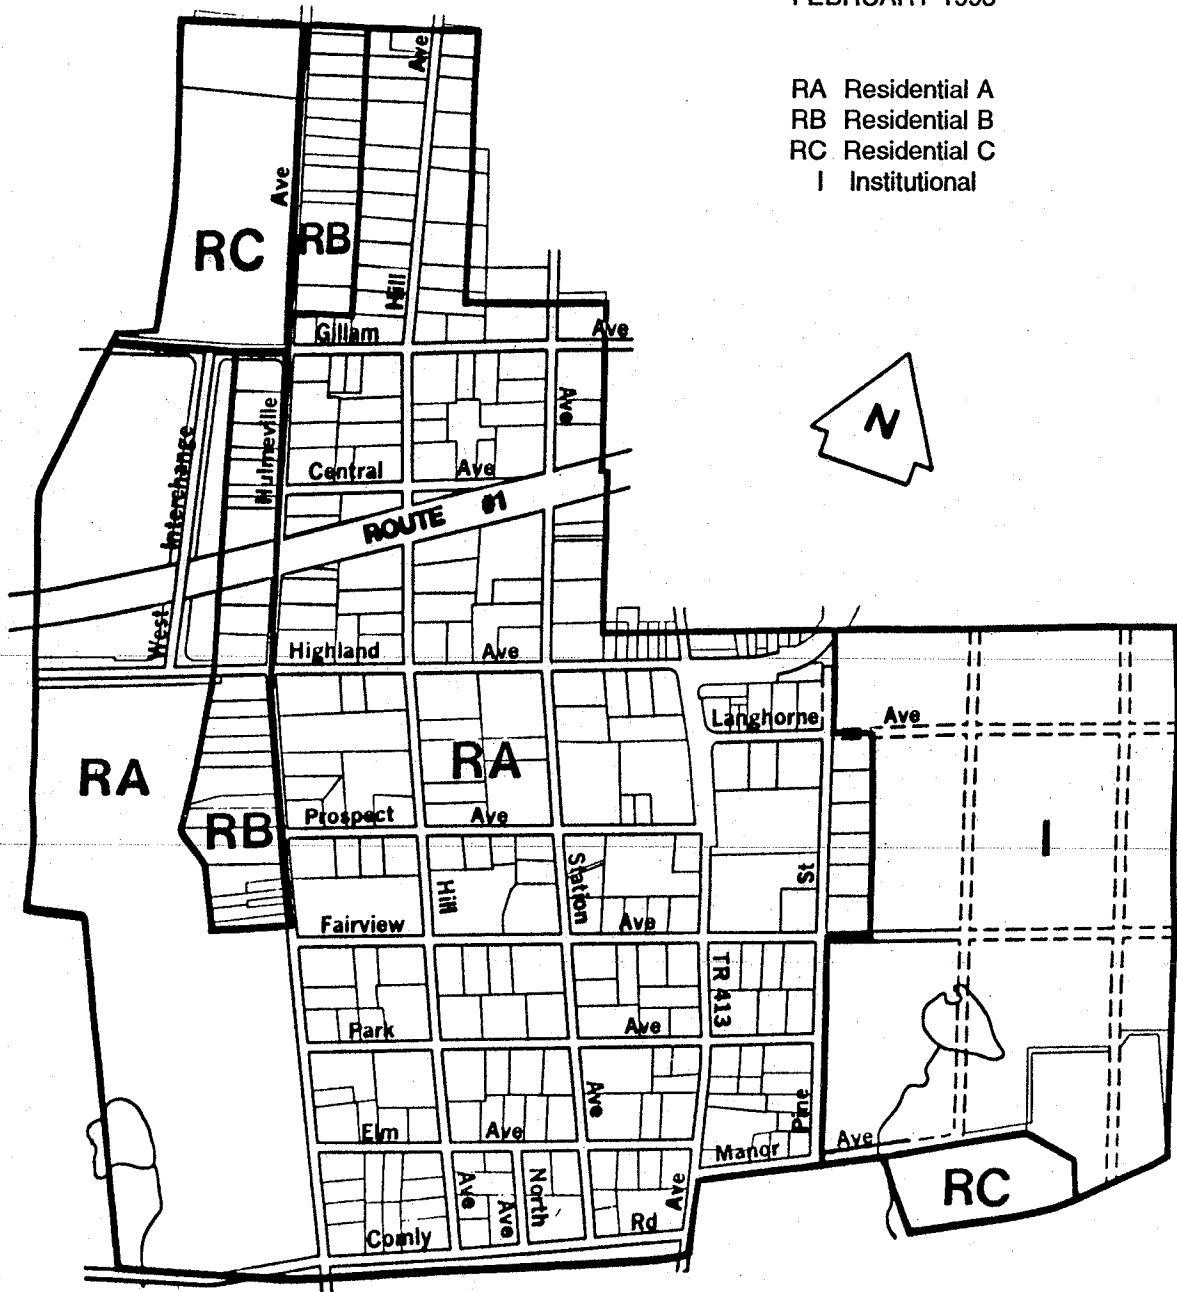 RA Residential A
RB Residential B
RC Residential C
I Institutional
Ave
Ave
RC
RB
Hill
Gillam
Ave
Interchange
Hulmeville
Ave
Central
Ave
ROUTE #1
N
West
Highland
Ave
Langhorne
Ave
RA
RA
RB
Prospect
Ave
I
St
Hill
Station
Fairview
Ave
TR 413
Park
Ave
Ave
Pine
Elm
Ave
Manor
Ave
Ave
Ave
North
Ave
RC
Comly
Rd